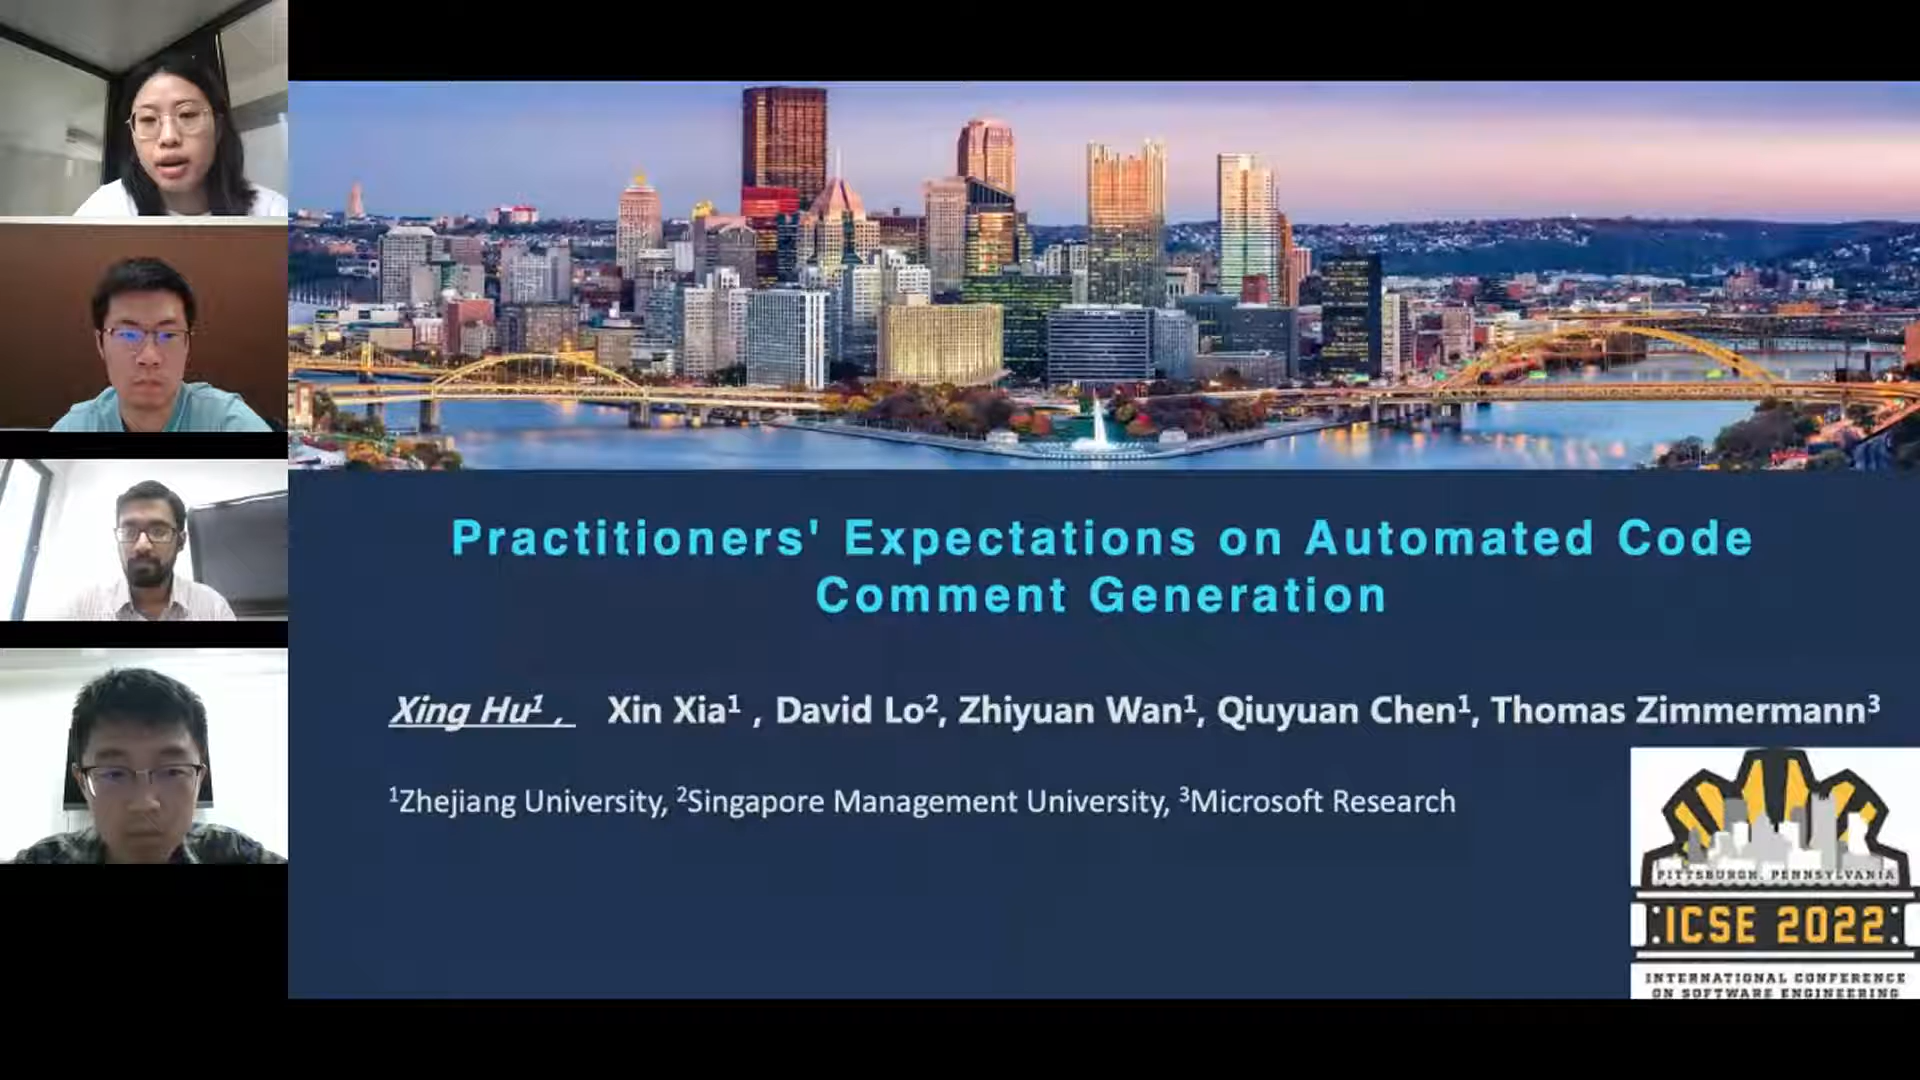 Practitioners' Expectations on Automated Code
Comment Generation
Xing Hu¹ , Xin Xia¹ , David Lo², Zhiyuan Wan¹, Qiuyuan Chen¹, Thomas Zimmermann³
¹Zhejiang University, ²Singapore Management University, ³Microsoft Research
PITTSBURGH, PENNSYLVANIA
:ICSE 2022:
INTERNATIONAL CONFERENCE
ON SOFTWARE ENGINEERING